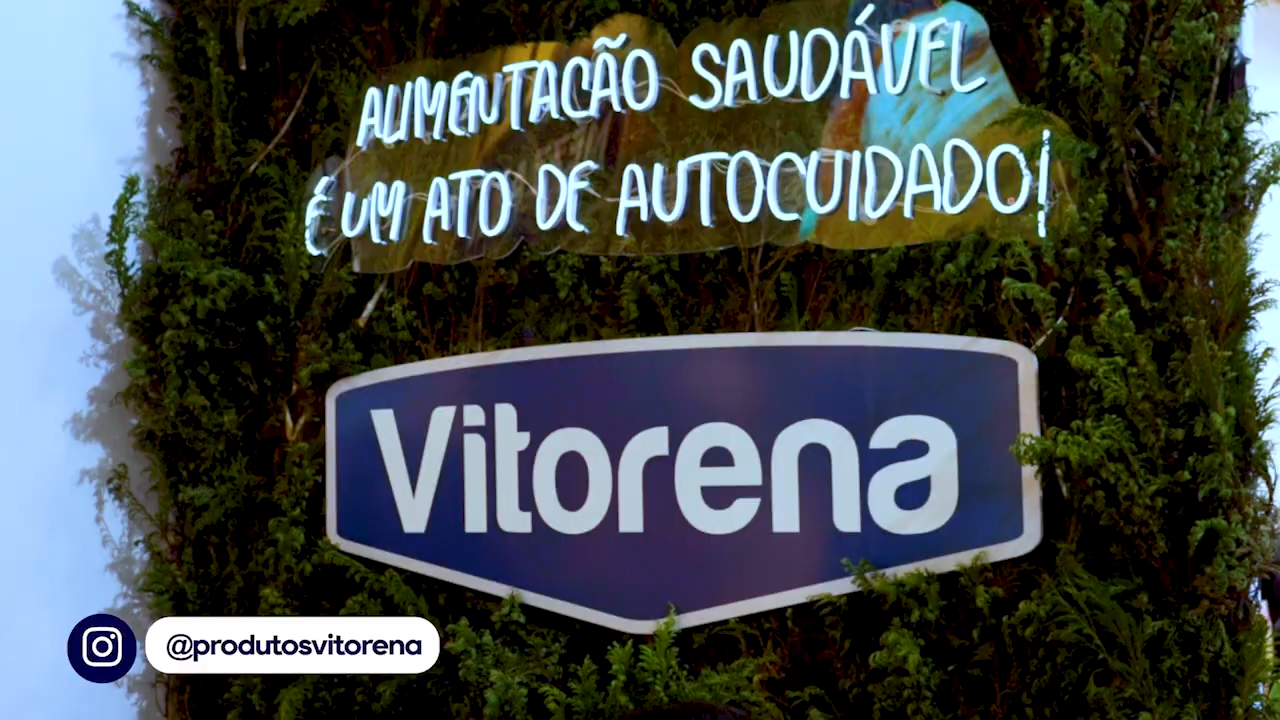 ALIMENTAÇÃO SAUDÁVEL
É UM ATO DE AUTOCUIDADO!
Vitorena
@produtosvitorena